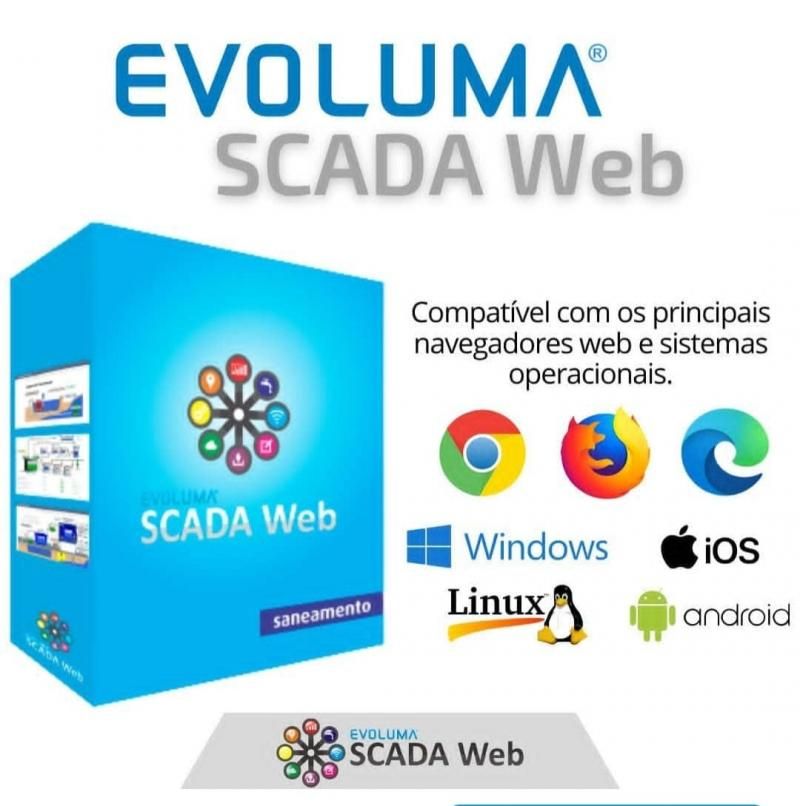 EVOLUMA®
SCADA Web
Compatível com os principais
navegadores web e sistemas
operacionais.
EVOLUMA
SCADA Web
saneamento
SCADA Web
Windows
iOS
Linux
android
EVOLUMA
SCADA Web